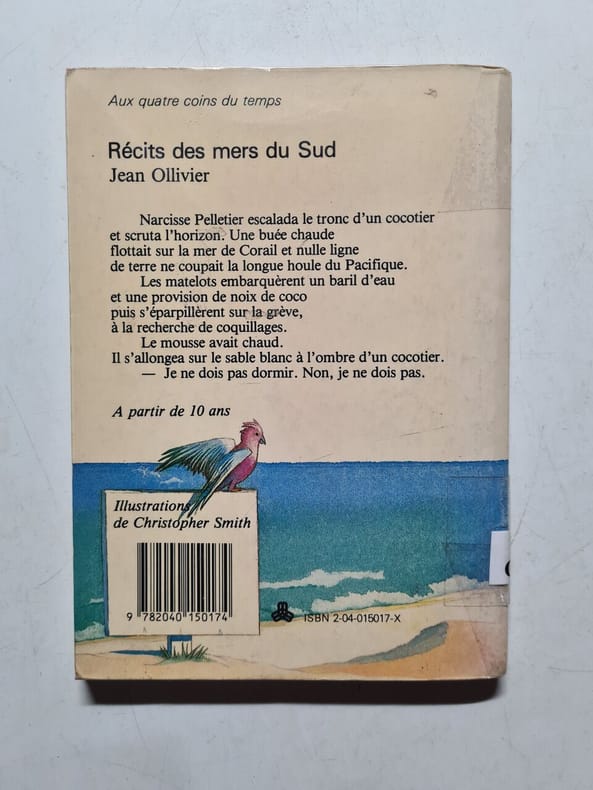 Aux quatre coins du temps
Récits des mers du Sud
Jean Ollivier
Narcisse Pelletier escalada le tronc d'un cocotier
et scruta l'horizon. Une buée chaude
flottait sur la mer de Corail et nulle ligne
de terre ne coupait la longue houle du Pacifique.
Les matelots embarquèrent un baril d'eau
et une provision de noix de coco
puis s'éparpillèrent sur la grève,
à la recherche de coquillages.
Le mousse avait chaud.
Il s'allongea sur le sable blanc à l'ombre d'un cocotier.
— Je ne dois pas dormir. Non, je ne dois pas.
A partir de 10 ans
Illustrations
de Christopher Smith
9 782040 150174
ISBN 2-04-015017-X